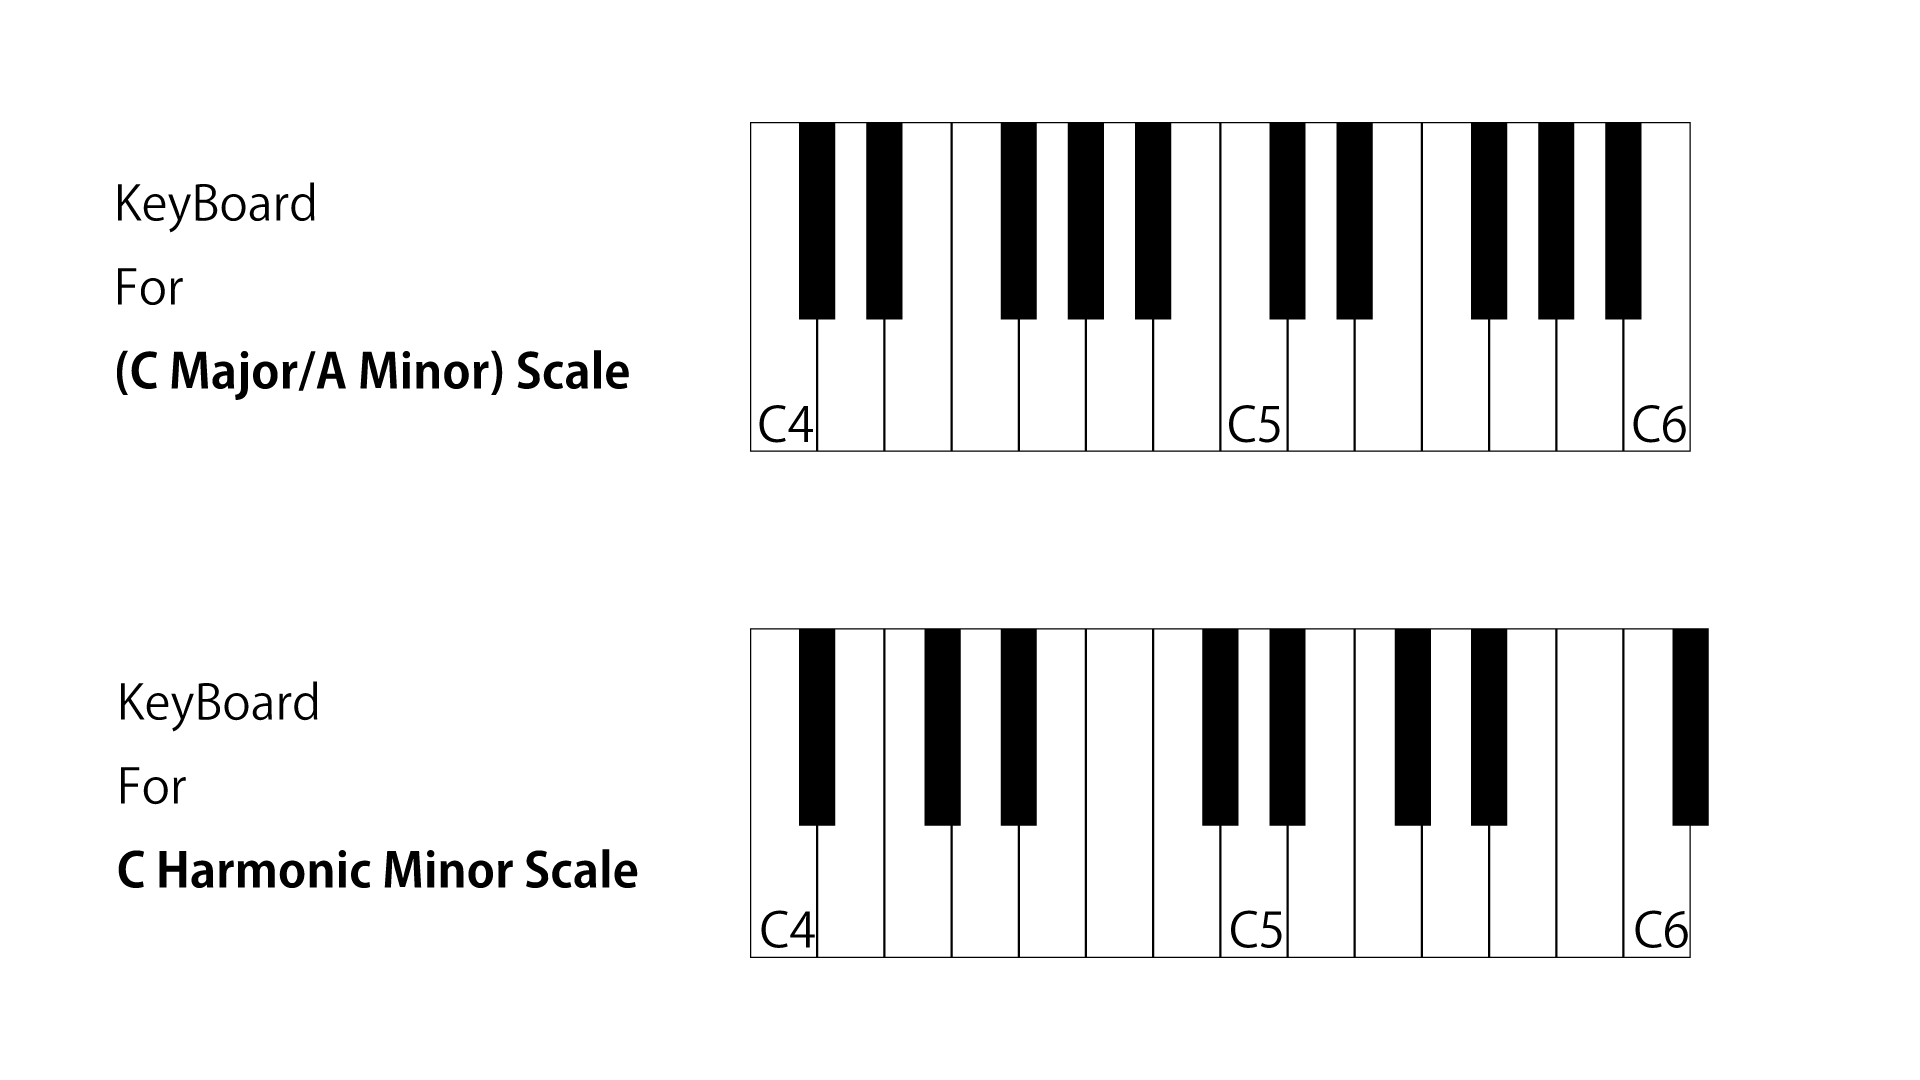 KeyBoard
For
(C Major/A Minor) Scale
C4 C5 C6
KeyBoard
For
C Harmonic Minor Scale
C4 C5 C6